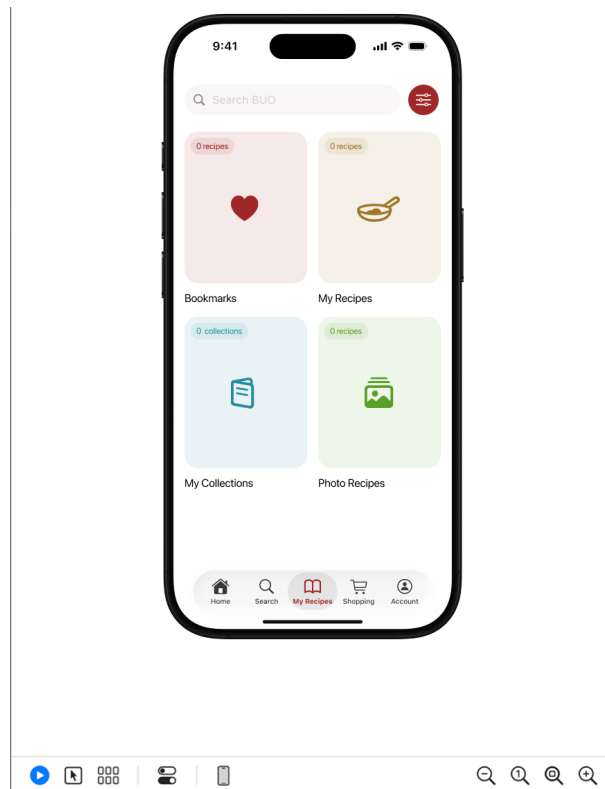 9:41
Search BUO
0 recipes
0 recipes
Bookmarks
My Recipes
0 collections
0 recipes
My Collections
Photo Recipes
Home
Search
My Recipes
Shopping
Account
1